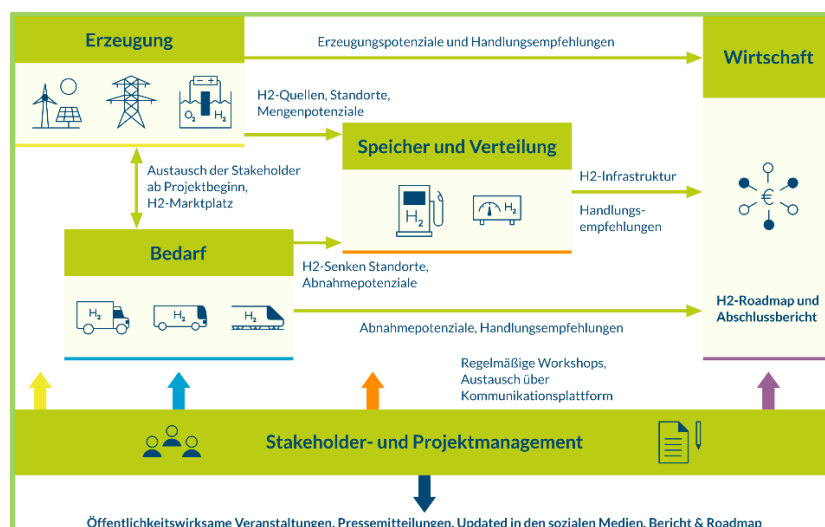 Erzeugung
Erzeugungspotenziale und Handlungsempfehlungen
Wirtschaft
O2 H2
H2-Quellen, Standorte,
Mengenpotenziale
Speicher und Verteilung
Austausch der Stakeholder
ab Projektbeginn,
H2-Marktplatz
H2
H2
H2-Infrastruktur
Handlungs-
empfehlungen
€
Bedarf
H2-Senken Standorte,
Abnahmepotenziale
H2
H2
H2
H2-Roadmap und
Abschlussbericht
Abnahmepotenziale, Handlungsempfehlungen
Regelmäßige Workshops,
Austausch über
Kommunikationsplattform
Stakeholder- und Projektmanagement
Öffentlichkeitswirksame Veranstaltungen, Pressemitteilungen, Updated in den sozialen Medien, Bericht & Roadmap